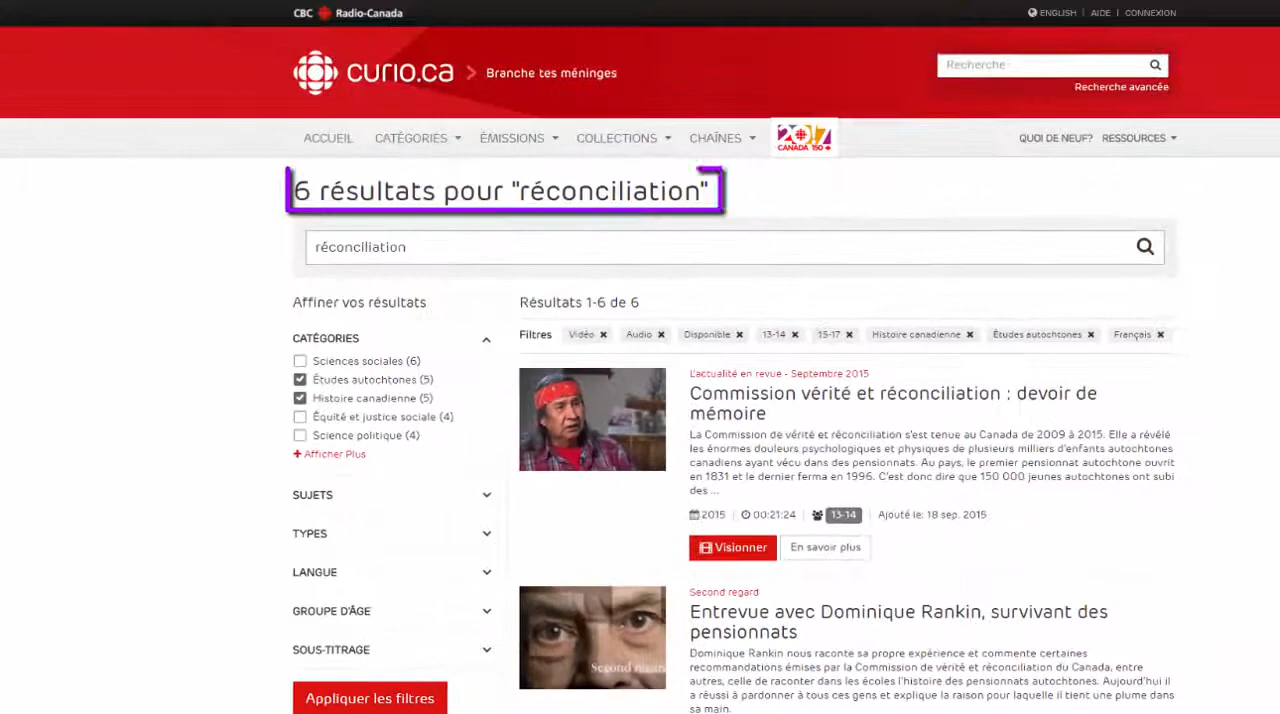 CBC Radio-Canada
ENGLISH | AIDE | CONNEXION
curio.ca > Branche tes méninges
Recherche
Recherche avancée
ACCUEIL CATÉGORIES ÉMISSIONS COLLECTIONS CHAÎNES 2017 CANADA 150 QUOI DE NEUF? RESSOURCES
6 résultats pour "réconciliation"
réconciliation
Affiner vos résultats
CATÉGORIES
Sciences sociales (6)
Études autochtones (5)
Histoire canadienne (5)
Équité et justice sociale (4)
Science politique (4)
+ Afficher Plus
SUJETS
TYPES
LANGUE
GROUPE D'ÂGE
SOUS-TITRAGE
Appliquer les filtres
Résultats 1-6 de 6
Filtres Vidéo × Audio × Disponible × 13-14 × 15-17 × Histoire canadienne × Études autochtones × Français ×
L'actualité en revue - Septembre 2015
Commission vérité et réconciliation : devoir de
mémoire
La Commission de vérité et réconciliation s'est tenue au Canada de 2009 à 2015. Elle a révélé
les énormes douleurs psychologiques et physiques de plusieurs milliers d'enfants autochtones
canadiens ayant vécu dans des pensionnats. Au pays, le premier pensionnat autochtone ouvrit
en 1831 et le dernier ferma en 1996. C'est donc dire que 150 000 jeunes autochtones ont subi
des ...
2015 | 00:21:24 | 13-14 | Ajouté le: 18 sep. 2015
Visionner En savoir plus
Second regard
Second regard
Entrevue avec Dominique Rankin, survivant des
pensionnats
Dominique Rankin nous raconte sa propre expérience et commente certaines
recommandations émises par la Commission de vérité et réconciliation du Canada, entre
autres, celle de raconter dans les écoles l'histoire des pensionnats autochtones. Aujourd'hui il
a réussi à pardonner à tous ces gens et explique la raison pour laquelle il tient une plume dans
sa main.